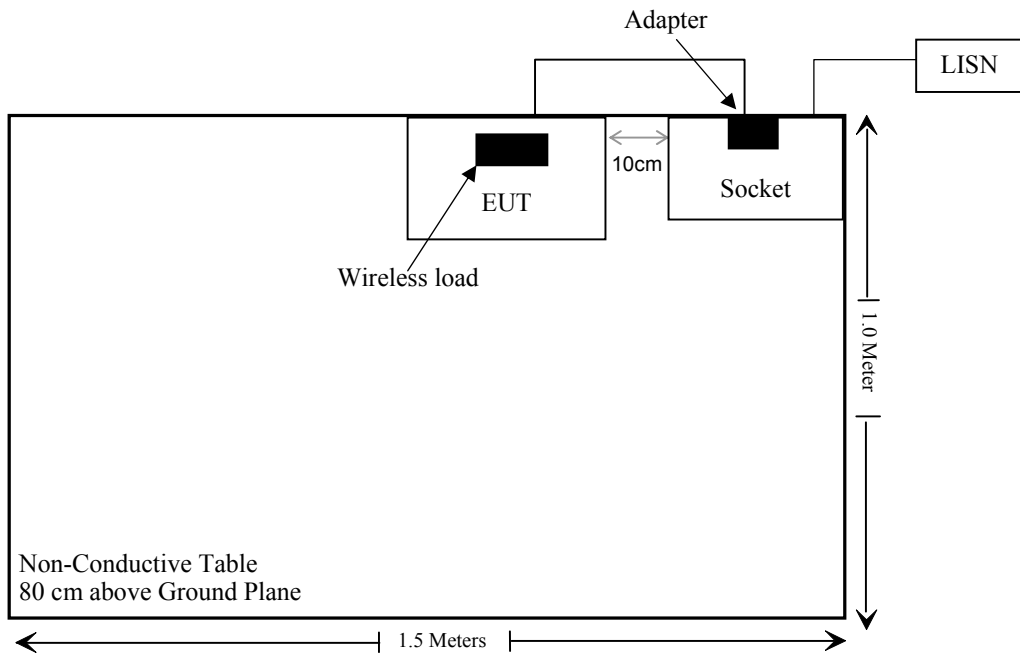 Adapter
LISN
10cm
Socket
EUT
Wireless load
1.0 Meter
Non-Conductive Table
80 cm above Ground Plane
1.5 Meters